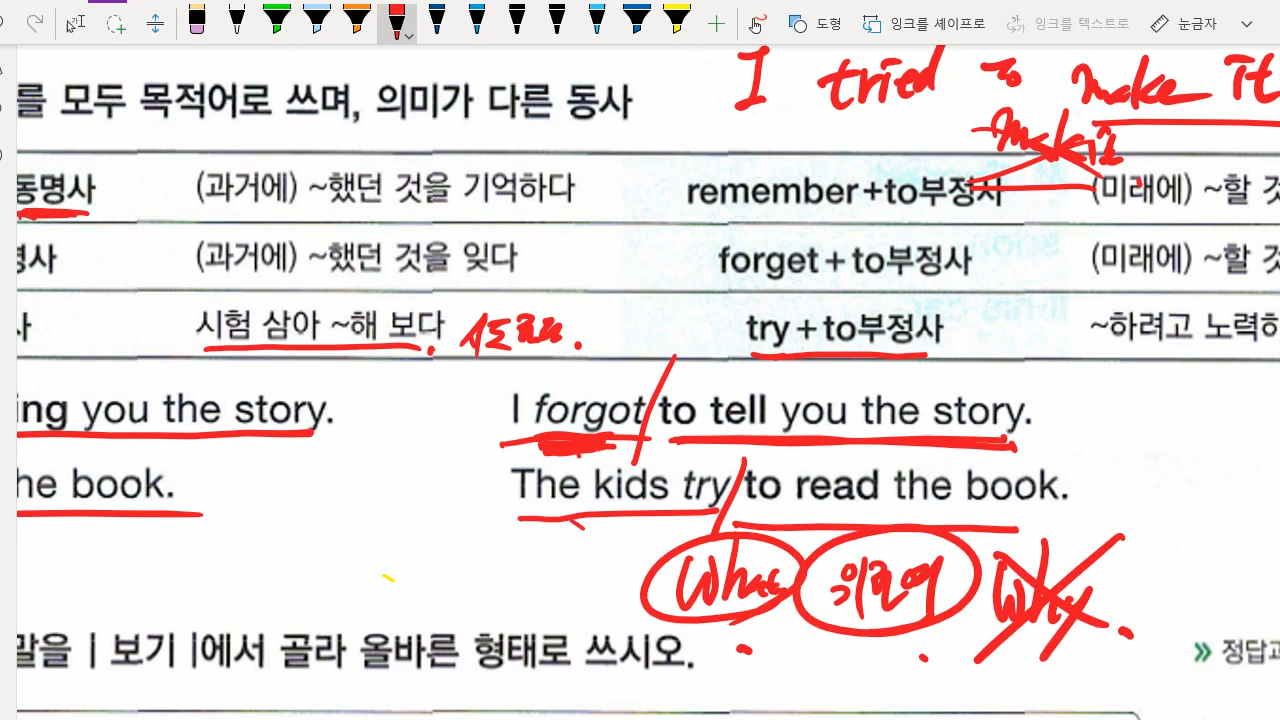 도형 잉크를 셰이프로 잉크를 텍스트로 눈금자
I tried to make it
를 모두 목적어로 쓰며, 의미가 다른 동사
동명사 (과거에) ~했던 것을 기억하다 remember+to부정사 (미래에) ~할 것
명사 (과거에) ~했던 것을 잊다 forget+to부정사 (미래에) ~할 것
사 시험 삼아 ~해 보다 try+to부정사 ~하려고 노력하
ing you the story. I forgot to tell you the story.
he book. The kids try to read the book.
What Why
말을 | 보기 |에서 골라 올바른 형태로 쓰시오.
» 정답과